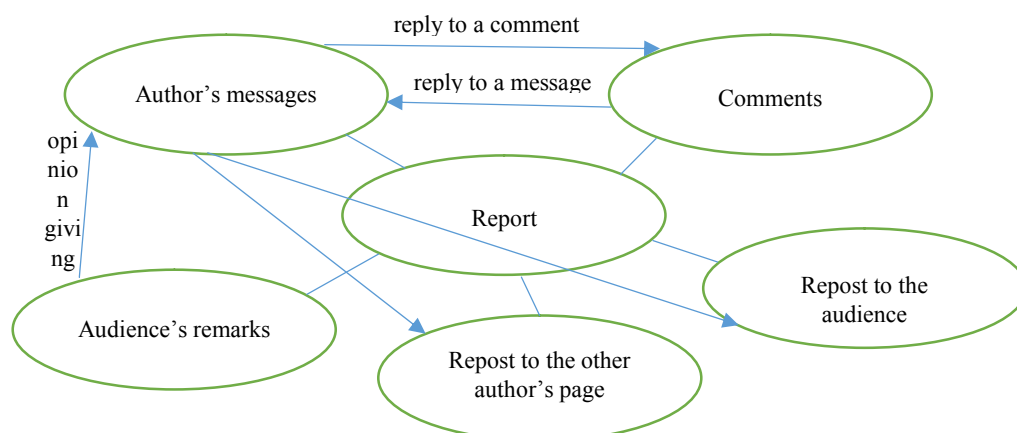 reply to a comment
Author's messages
reply to a message
Comments
opi
nio
n
givi
ng
Report
Audience's remarks
Repost to the other
author's page
Repost to the
audience